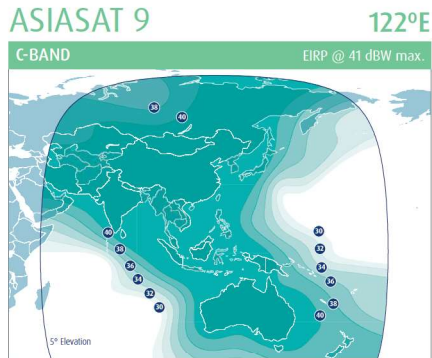 ASIASAT 9
122ºE
C-BAND
EIRP @ 41 dBW max.
38
40
40
38
36
34
32
30
30
32
34
36
38
40
5º Elevation